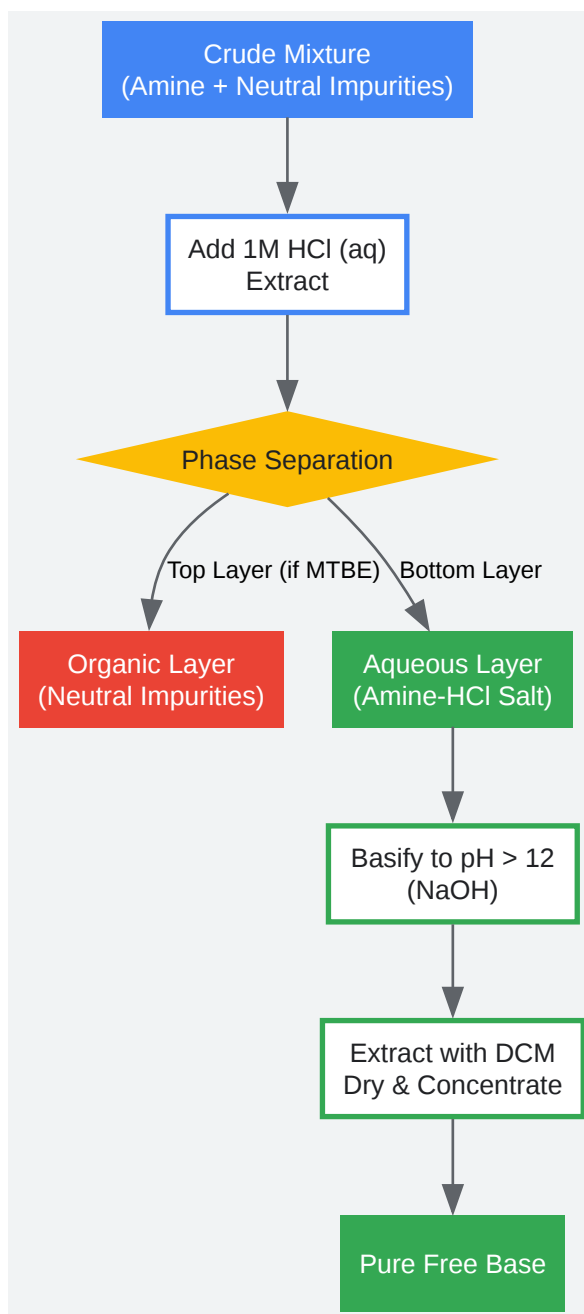 Crude Mixture
(Amine + Neutral Impurities)
Add 1M HCl (aq)
Extract
Phase Separation
Top Layer (if MTBE)
Bottom Layer
Organic Layer
(Neutral Impurities)
Aqueous Layer
(Amine-HCl Salt)
Basify to pH > 12
(NaOH)
Extract with DCM
Dry & Concentrate
Pure Free Base